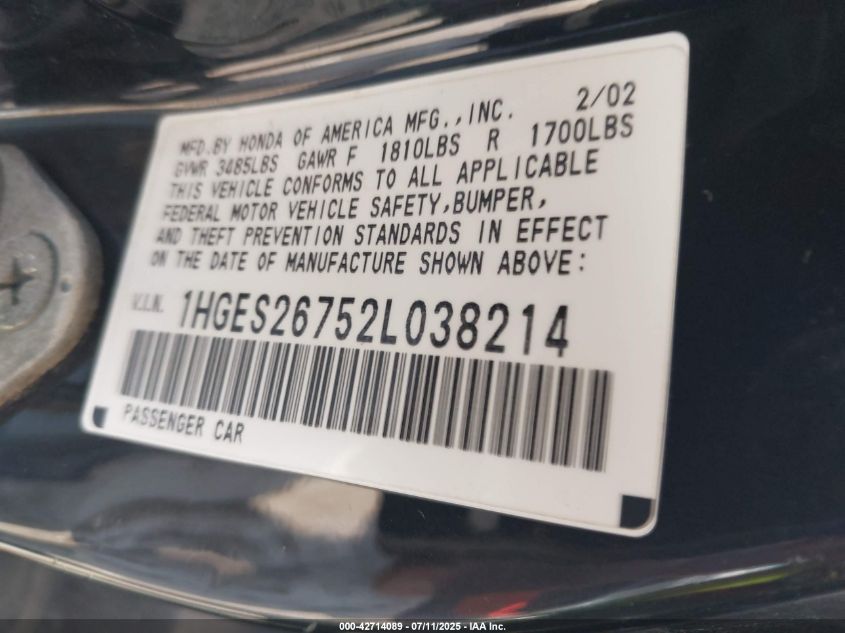 MFD.BY HONDA OF AMERICA MFG.,INC. 2/02
GVWR 3485LBS GAWR F 1810LBS R 1700LBS
THIS VEHICLE CONFORMS TO ALL APPLICABLE
FEDERAL MOTOR VEHICLE SAFETY,BUMPER,
AND THEFT PREVENTION STANDARDS IN EFFECT
ON THE DATE OF MANUFACTURE SHOWN ABOVE:
V.I.N. 1HGES26752L038214
PASSENGER CAR
000-42714089 - 07/11/2025 - IAA Inc.